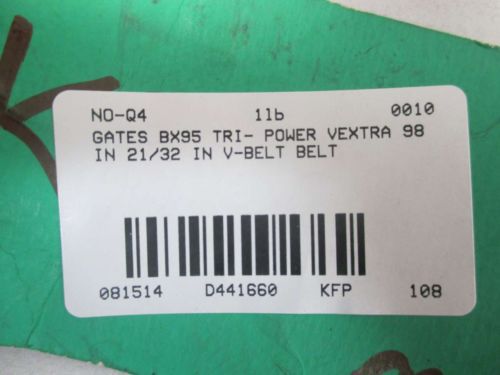 NO-Q4 1lb 0010
GATES BX95 TRI- POWER VEXTRA 98
IN 21/32 IN V-BELT BELT
081514 D441660 KFP 108